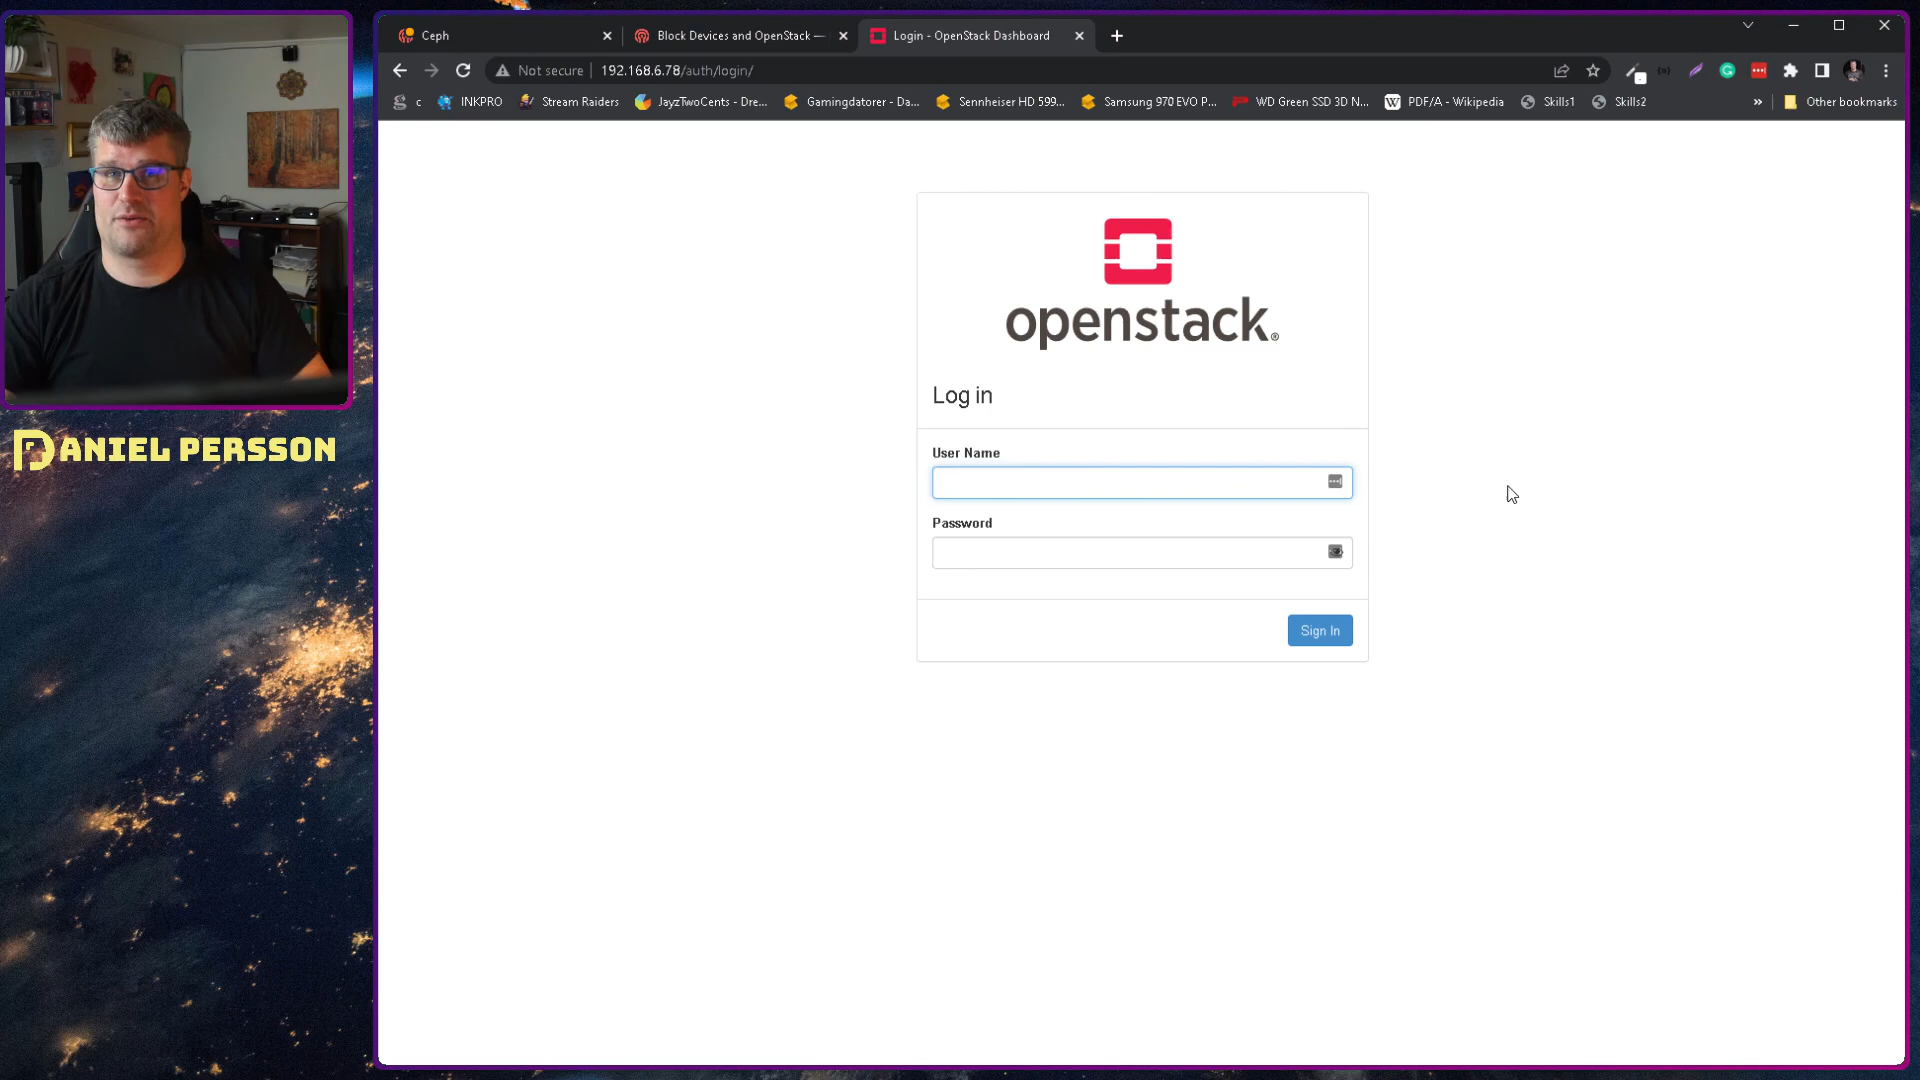 Ceph
Block Devices and OpenStack —
Login - OpenStack Dashboard
Not secure
192.168.6.78/auth/login/
c
INKPRO
Stream Raiders
JayzTwoCents - Dre...
Gamingdatorer - Da...
Sennheiser HD 599...
Samsung 970 EVO P...
WD Green SSD 3D N...
PDF/A - Wikipedia
Skills1
Skills2
»
Other bookmarks
openstack®
Log in
User Name
Password
Sign In
DANIEL PERSSON